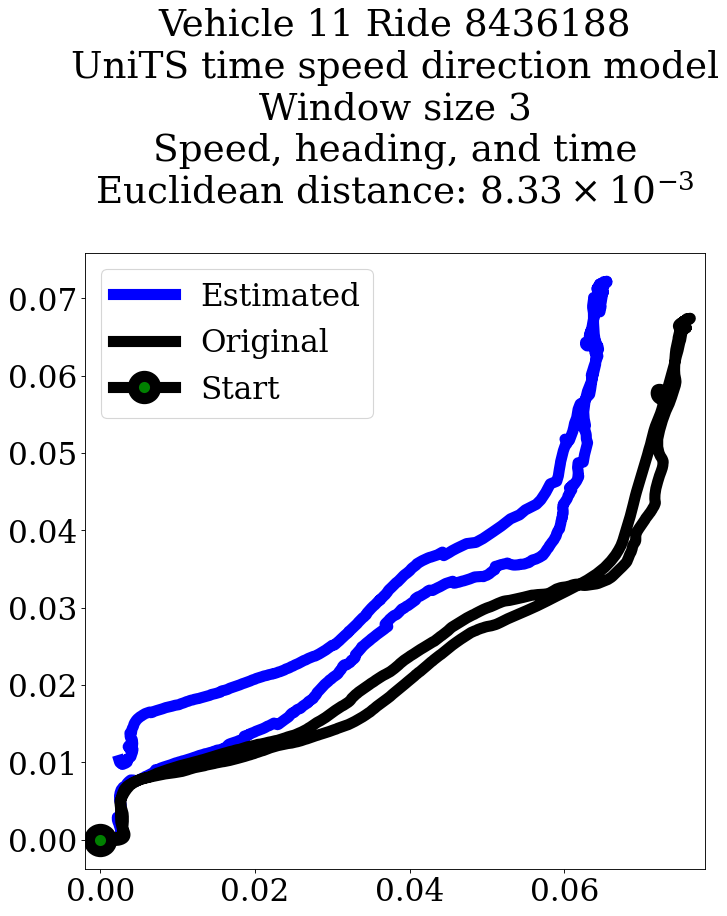 Vehicle 11 Ride 8436188
UniTS time speed direction model
Window size 3
Speed, heading, and time
Euclidean distance: 8.33 × 10⁻³
Estimated
Original
Start
0.07
0.06
0.05
0.04
0.03
0.02
0.01
0.00
0.00 0.02 0.04 0.06